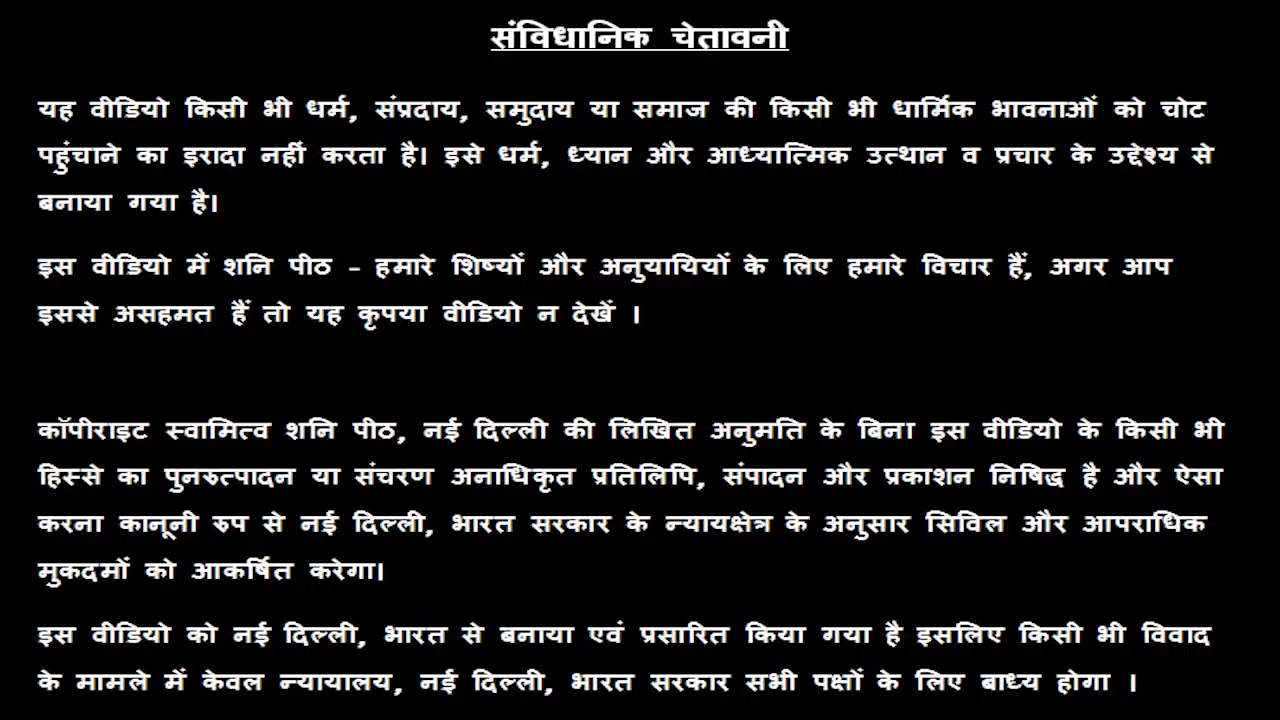 संविधानिक चेतावनी
यह वीडियो किसी भी धर्म, संप्रदाय, समुदाय या समाज की किसी भी धार्मिक भावनाओं को चोट
पहुंचाने का इरादा नहीं करता है। इसे धर्म, ध्यान और आध्यात्मिक उत्थान व प्रचार के उद्देश्य से
बनाया गया है।
इस वीडियो में शनि पीठ – हमारे शिष्यों और अनुयायियों के लिए हमारे विचार हैं, अगर आप
इससे असहमत हैं तो यह कृपया वीडियो न देखें ।
कॉपीराइट स्वामित्व शनि पीठ, नई दिल्ली की लिखित अनुमति के बिना इस वीडियो के किसी भी
हिस्से का पुनरुत्पादन या संचरण अनाधिकृत प्रतिलिपि, संपादन और प्रकाशन निषिद्ध है और ऐसा
करना कानूनी रुप से नई दिल्ली, भारत सरकार के न्यायक्षेत्र के अनुसार सिविल और आपराधिक
मुकदमों को आकर्षित करेगा।
इस वीडियो को नई दिल्ली, भारत से बनाया एवं प्रसारित किया गया है इसलिए किसी भी विवाद
के मामले में केवल न्यायालय, नई दिल्ली, भारत सरकार सभी पक्षों के लिए बाध्य होगा ।